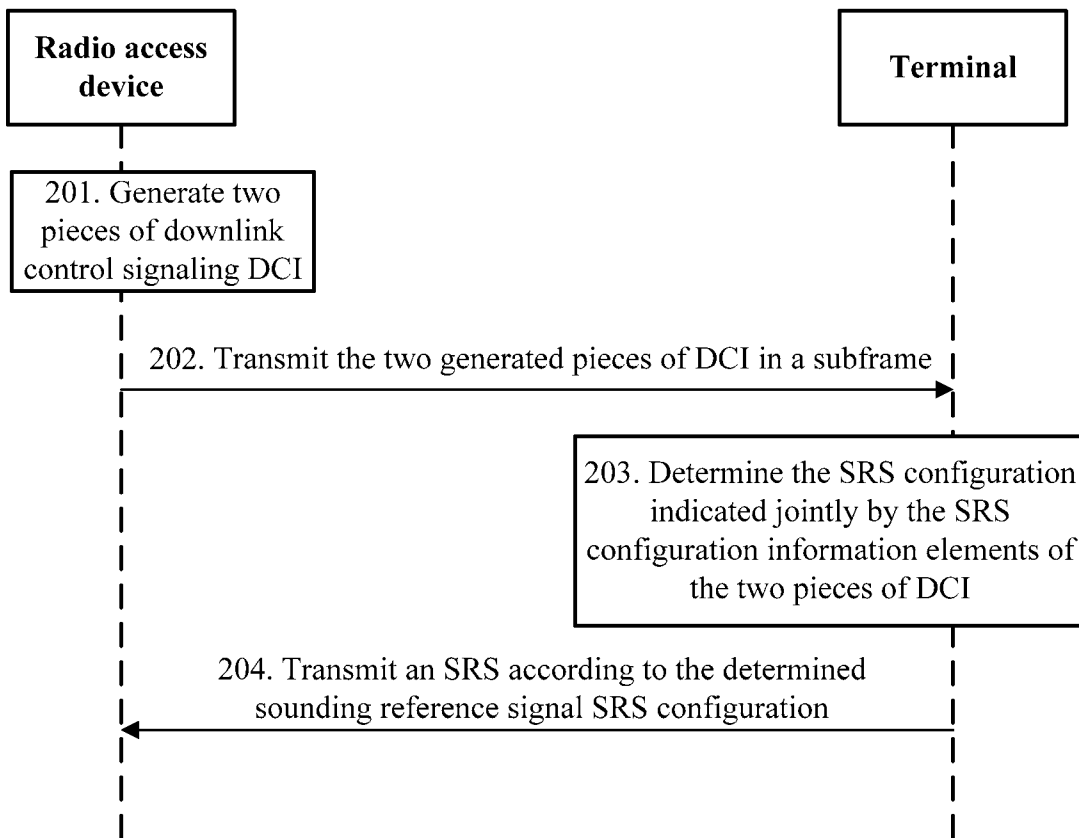 Radio access
device
Terminal
201. Generate two
pieces of downlink
control signaling DCI
202. Transmit the two generated pieces of DCI in a subframe
203. Determine the SRS configuration
indicated jointly by the SRS
configuration information elements of
the two pieces of DCI
204. Transmit an SRS according to the determined
sounding reference signal SRS configuration